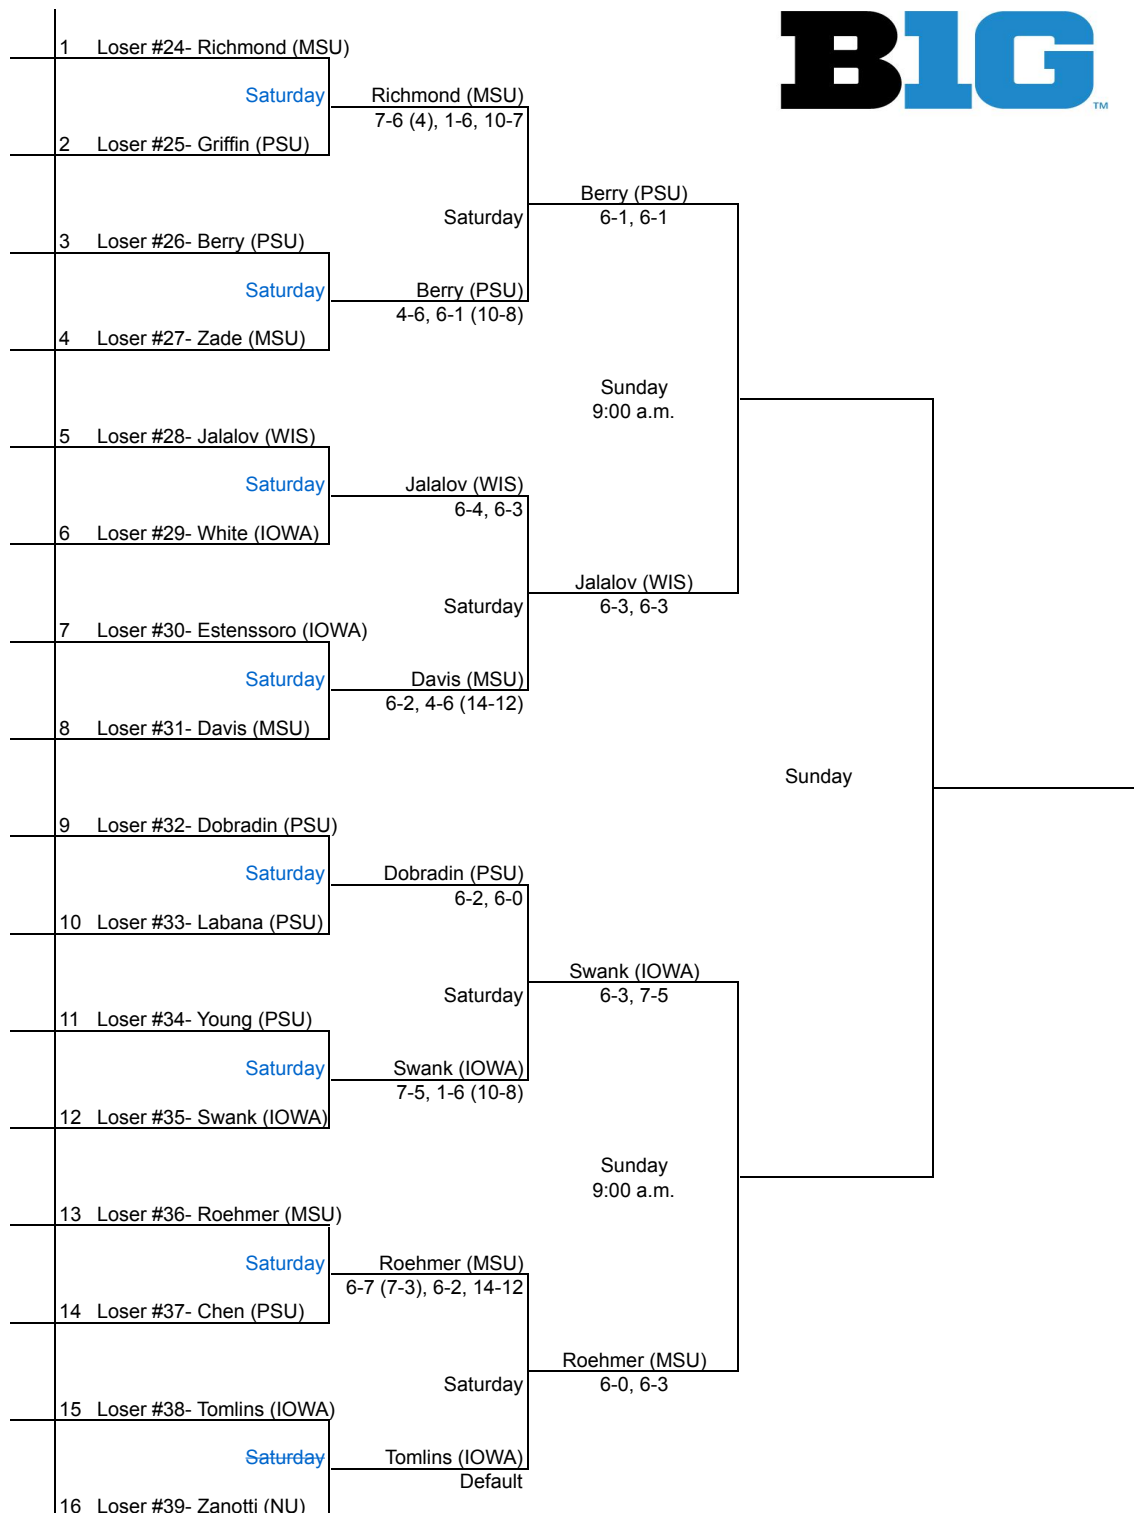 B1G
TM
1 Loser #24- Richmond (MSU)
Saturday Richmond (MSU)
7-6 (4), 1-6, 10-7
2 Loser #25- Griffin (PSU)
Berry (PSU)
Saturday 6-1, 6-1
3 Loser #26- Berry (PSU)
Saturday Berry (PSU)
4-6, 6-1 (10-8)
4 Loser #27- Zade (MSU)
Sunday
9:00 a.m.
5 Loser #28- Jalalov (WIS)
Saturday Jalalov (WIS)
6-4, 6-3
6 Loser #29- White (IOWA)
Jalalov (WIS)
Saturday 6-3, 6-3
7 Loser #30- Estenssoro (IOWA)
Saturday Davis (MSU)
6-2, 4-6 (14-12)
8 Loser #31- Davis (MSU)
Sunday
9 Loser #32- Dobradin (PSU)
Saturday Dobradin (PSU)
6-2, 6-0
10 Loser #33- Labana (PSU)
Swank (IOWA)
Saturday 6-3, 7-5
11 Loser #34- Young (PSU)
Saturday Swank (IOWA)
7-5, 1-6 (10-8)
12 Loser #35- Swank (IOWA)
Sunday
9:00 a.m.
13 Loser #36- Roehmer (MSU)
Saturday Roehmer (MSU)
6-7 (7-3), 6-2, 14-12
14 Loser #37- Chen (PSU)
Roehmer (MSU)
Saturday 6-0, 6-3
15 Loser #38- Tomlins (IOWA)
Saturday Tomlins (IOWA)
Default
16 Loser #39- Zanotti (NU)